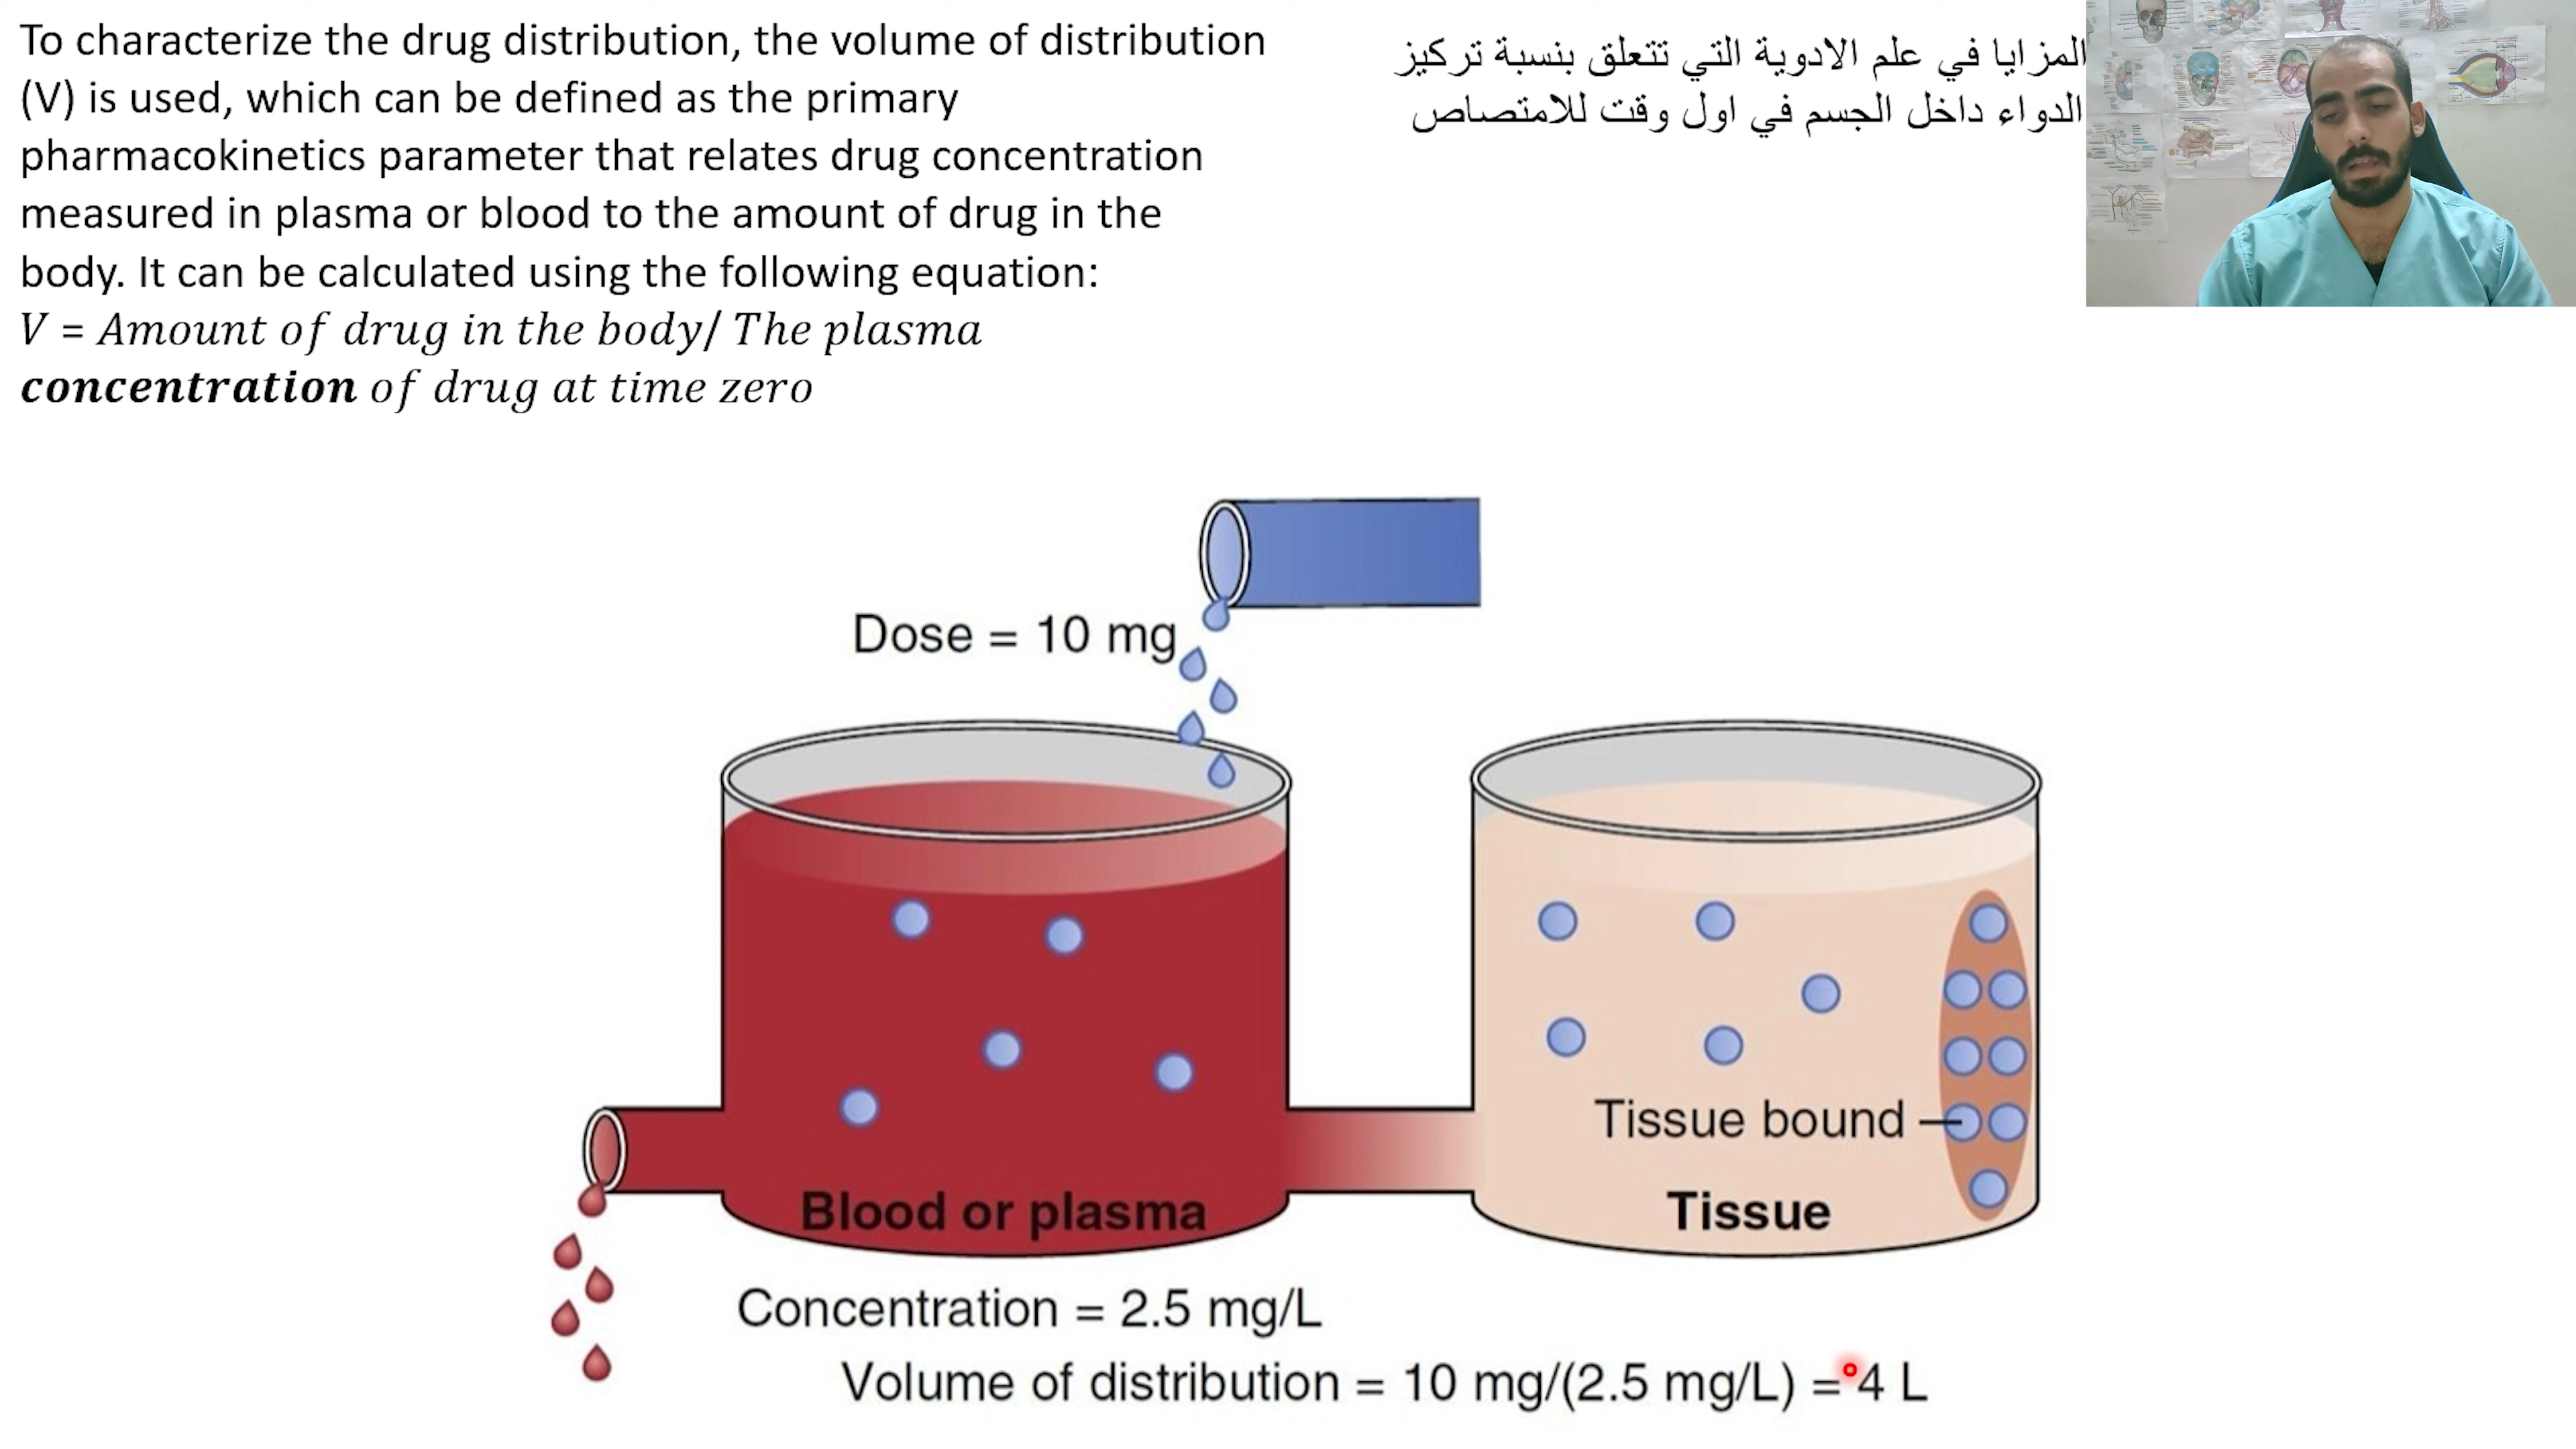 To characterize the drug distribution, the volume of distribution
(V) is used, which can be defined as the primary
pharmacokinetics parameter that relates drug concentration
measured in plasma or blood to the amount of drug in the
body. It can be calculated using the following equation:
V = Amount of drug in the body/ The plasma
concentration of drug at time zero
المزايا في علم الادوية التي تتعلق بنسبة تركيز
الدواء داخل الجسم في اول وقت للامتصاص
Dose = 10 mg
Tissue bound
Blood or plasma
Tissue
Concentration = 2.5 mg/L
Volume of distribution = 10 mg/(2.5 mg/L) = 4 L